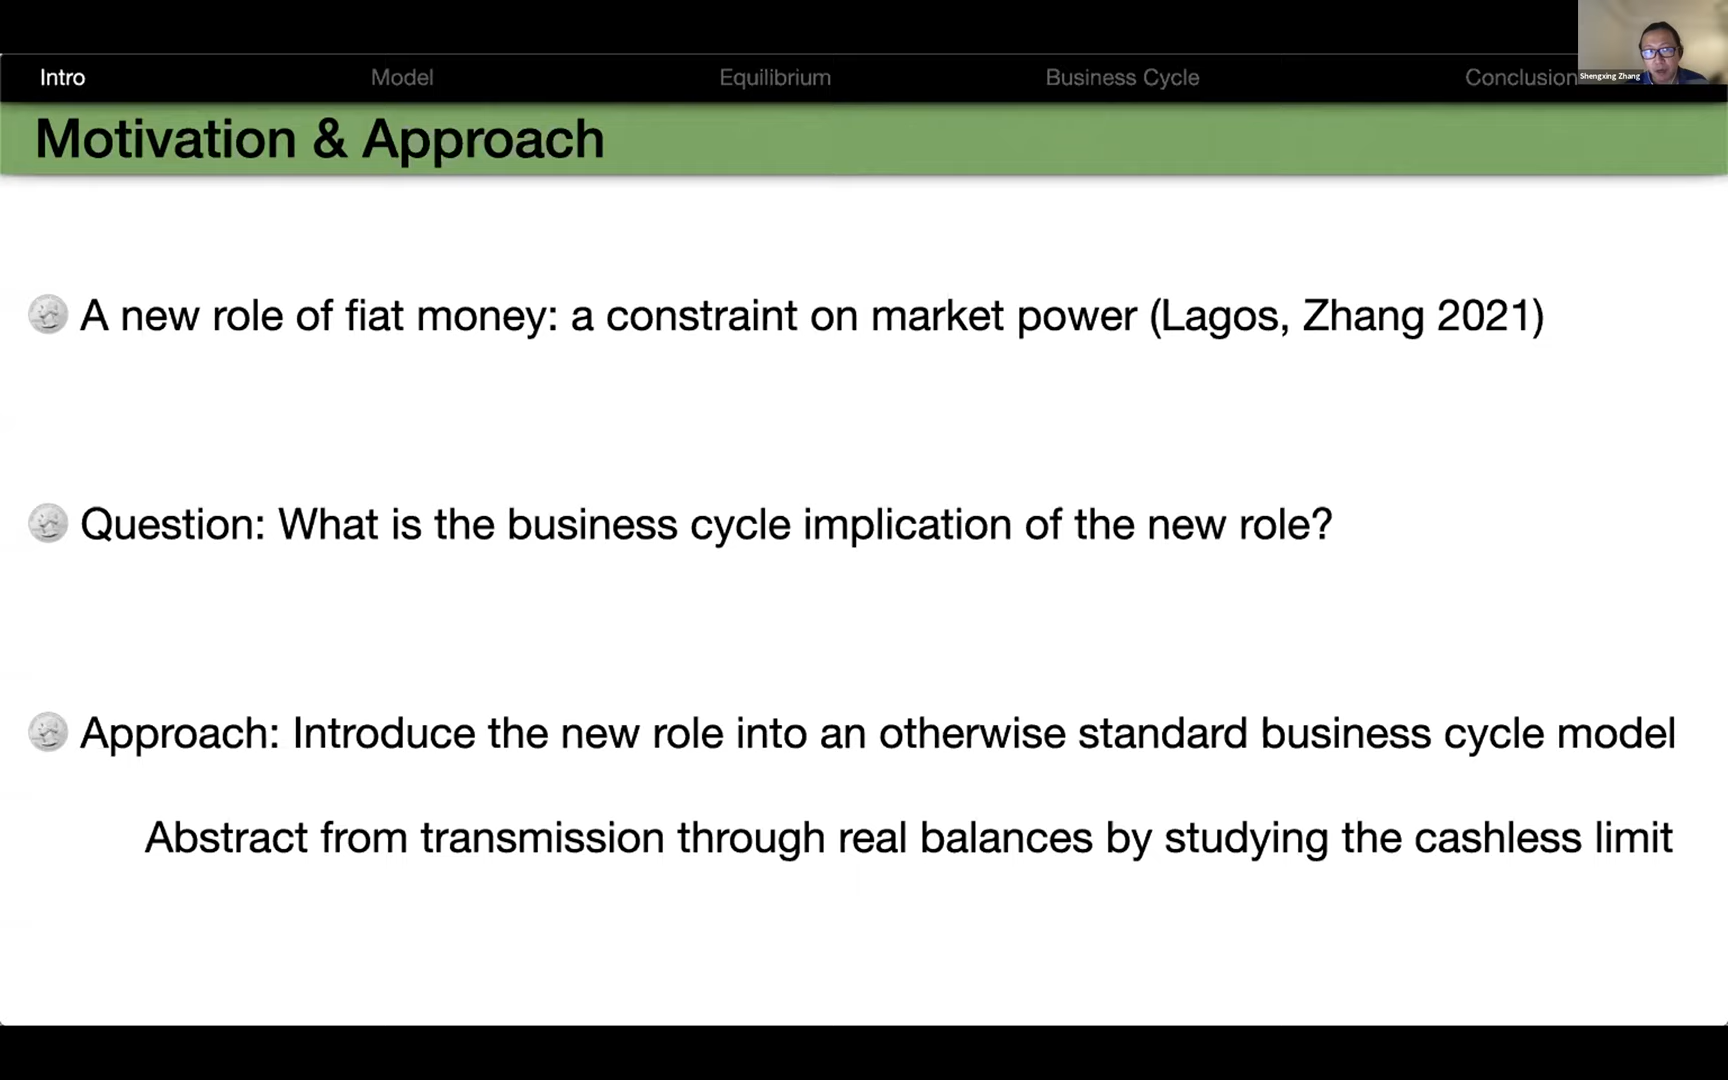 Intro Model Equilibrium Business Cycle Conclusion
Shengxing Zhang
Motivation & Approach
A new role of fiat money: a constraint on market power (Lagos, Zhang 2021)
Question: What is the business cycle implication of the new role?
Approach: Introduce the new role into an otherwise standard business cycle model
Abstract from transmission through real balances by studying the cashless limit